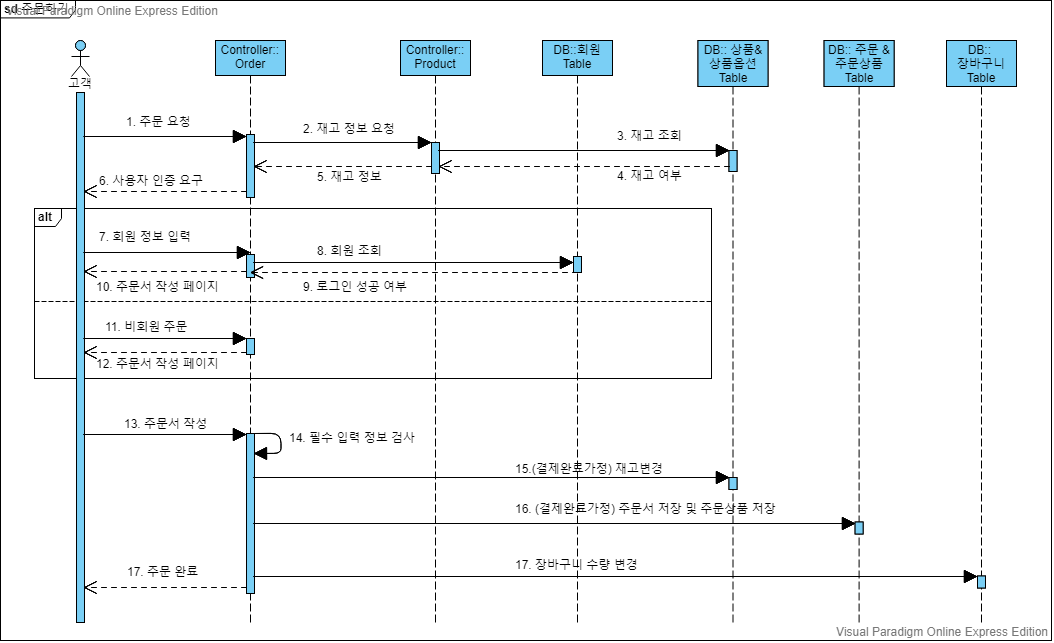 sd 주문하기
Visual Paradigm Online Express Edition
고객
Controller::
Order
Controller::
Product
DB::회원
Table
DB:: 상품&
상품옵션
Table
DB:: 주문 &
주문상품
Table
DB::
장바구니
Table
1. 주문 요청
2. 재고 정보 요청
3. 재고 조회
4. 재고 여부
5. 재고 정보
6. 사용자 인증 요구
alt
7. 회원 정보 입력
8. 회원 조회
9. 로그인 성공 여부
10. 주문서 작성 페이지
11. 비회원 주문
12. 주문서 작성 페이지
13. 주문서 작성
14. 필수 입력 정보 검사
15.(결제완료가정) 재고변경
16. (결제완료가정) 주문서 저장 및 주문상품 저장
17. 장바구니 수량 변경
17. 주문 완료
Visual Paradigm Online Express Edition